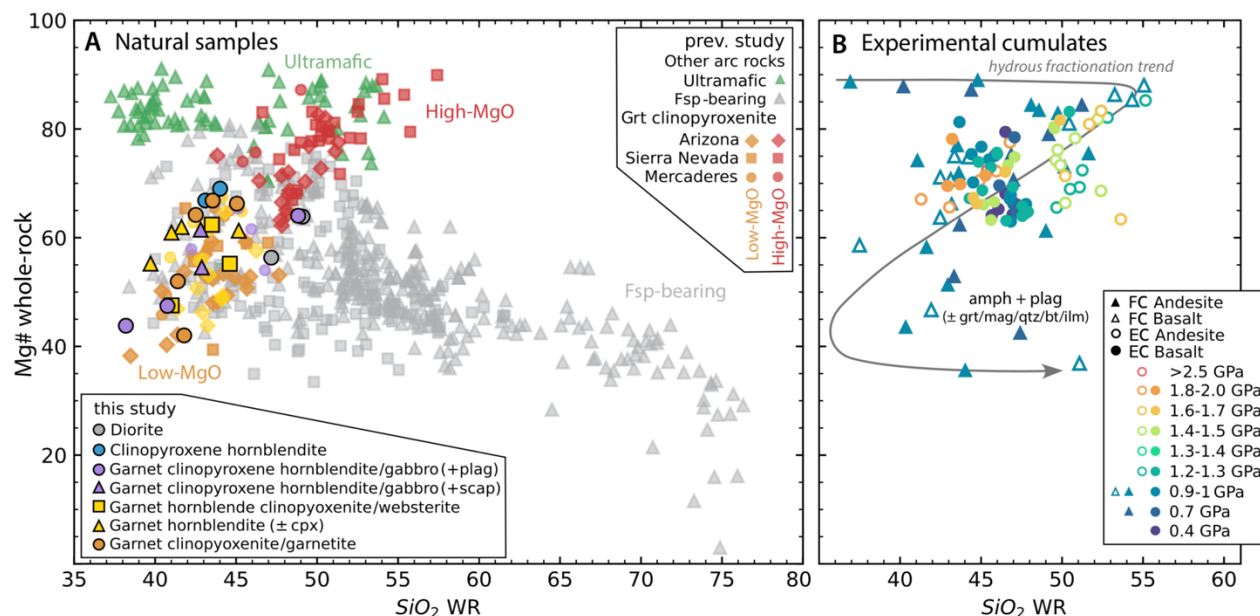 A Natural samples
Ultramafic
High-MgO
Fsp-bearing
Low-MgO
prev. study
Other arc rocks
Ultramafic
Fsp-bearing
Grt clinopyroxenite
Arizona
Sierra Nevada
Mercaderes
Low-MgO
High-MgO
this study
Diorite
Clinopyroxene hornblendite
Garnet clinopyroxene hornblendite/gabbro (+plag)
Garnet clinopyroxene hornblendite/gabbro (+scap)
Garnet hornblende clinopyoxenite/websterite
Garnet hornblendite (± cpx)
Garnet clinopyoxenite/garnetite
Mg# whole-rock
100
80
60
40
20
35 40 45 50 55 60 65 70 75 80
SiO2 WR
B Experimental cumulates
hydrous fractionation trend
amph + plag
(± grt/mag/qtz/bt/ilm)
FC Andesite
FC Basalt
EC Andesite
EC Basalt
>2.5 GPa
1.8-2.0 GPa
1.6-1.7 GPa
1.4-1.5 GPa
1.3-1.4 GPa
1.2-1.3 GPa
0.9-1 GPa
0.7 GPa
0.4 GPa
40 45 50 55 60
SiO2 WR